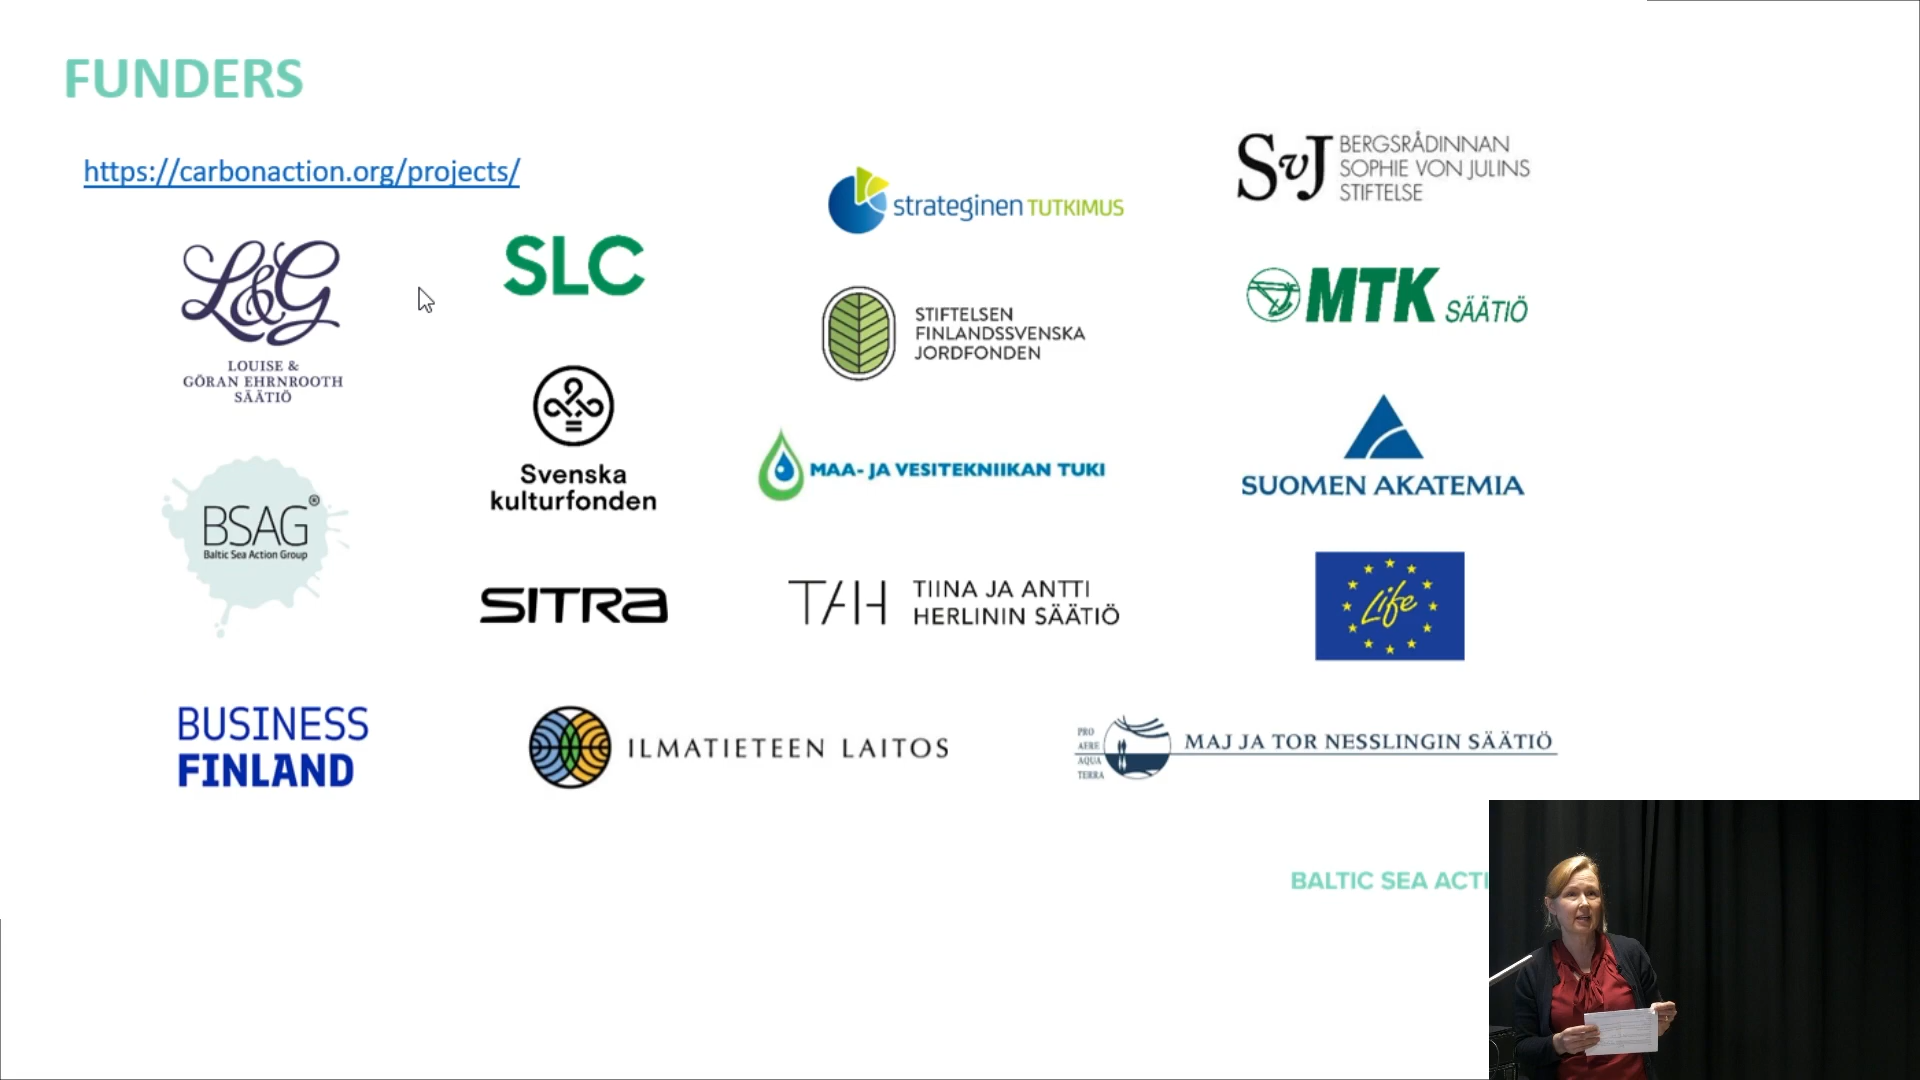 FUNDERS
https://carbonaction.org/projects/
L&G
LOUISE &
GÖRAN EHRNROOTH
SÄÄTIÖ
SLC
strateginen TUTKIMUS
SvJ
BERGSRÅDINNAN
SOPHIE VON JULINS
STIFTELSE
STIFTELSEN
FINLANDSSVENSKA
JORDFONDEN
MTK SÄÄTIÖ
Svenska
kulturfonden
MAA- JA VESITEKNIIKAN TUKI
SUOMEN AKATEMIA
BSAG®
Baltic Sea Action Group
SITRA
TAH
TIINA JA ANTTI
HERLININ SÄÄTIÖ
Life
BUSINESS
FINLAND
ILMATIETEEN LAITOS
PRO
AERE
AQUA
TERRA
MAJ JA TOR NESSLINGIN SÄÄTIÖ
BALTIC SEA ACTI